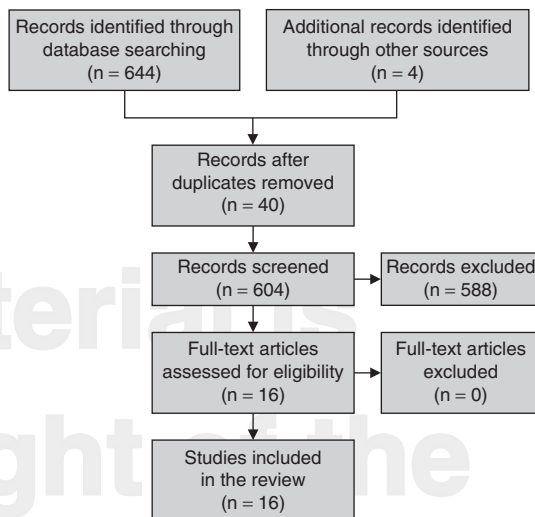 Records identified through
database searching
(n = 644)
Additional records identified
through other sources
(n = 4)
Records after
duplicates removed
(n = 40)
Records screened
(n = 604)
Records excluded
(n = 588)
Full-text articles
assessed for eligibility
(n = 16)
Full-text articles
excluded
(n = 0)
Studies included
in the review
(n = 16)